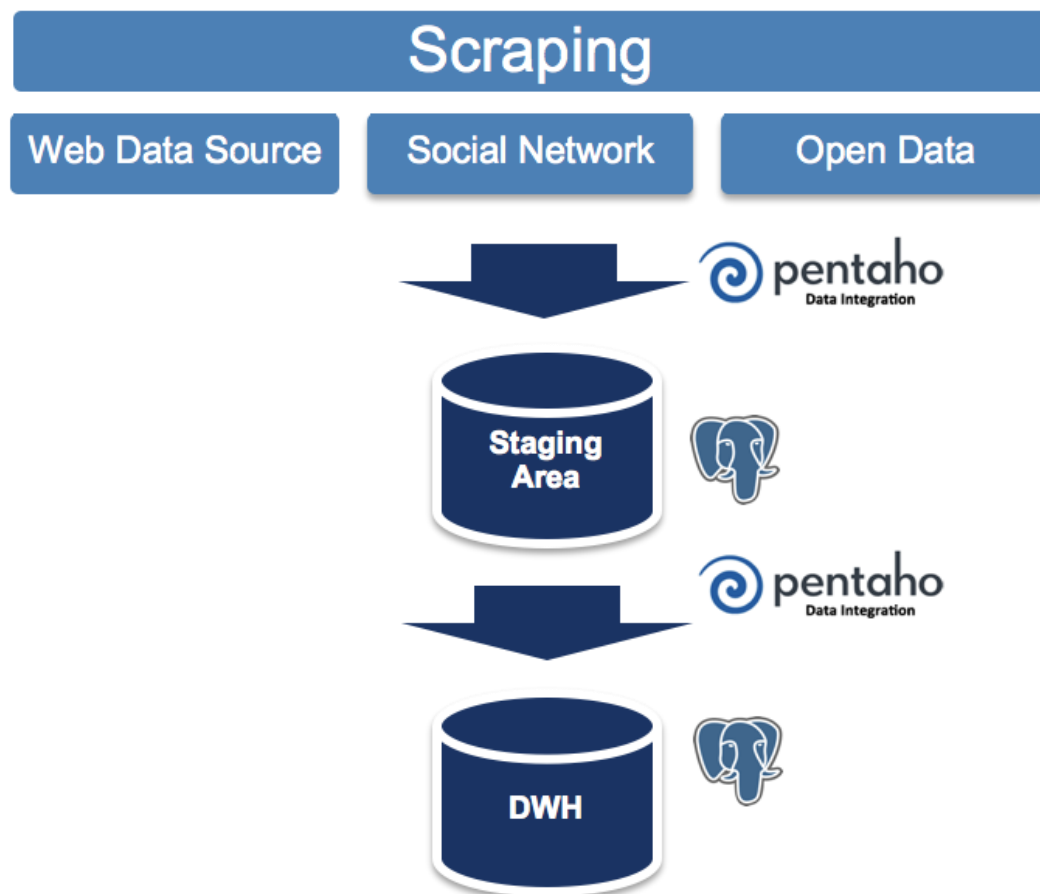 Scraping
Web Data Source
Social Network
Open Data
pentaho
Data Integration
Staging
Area
pentaho
Data Integration
DWH